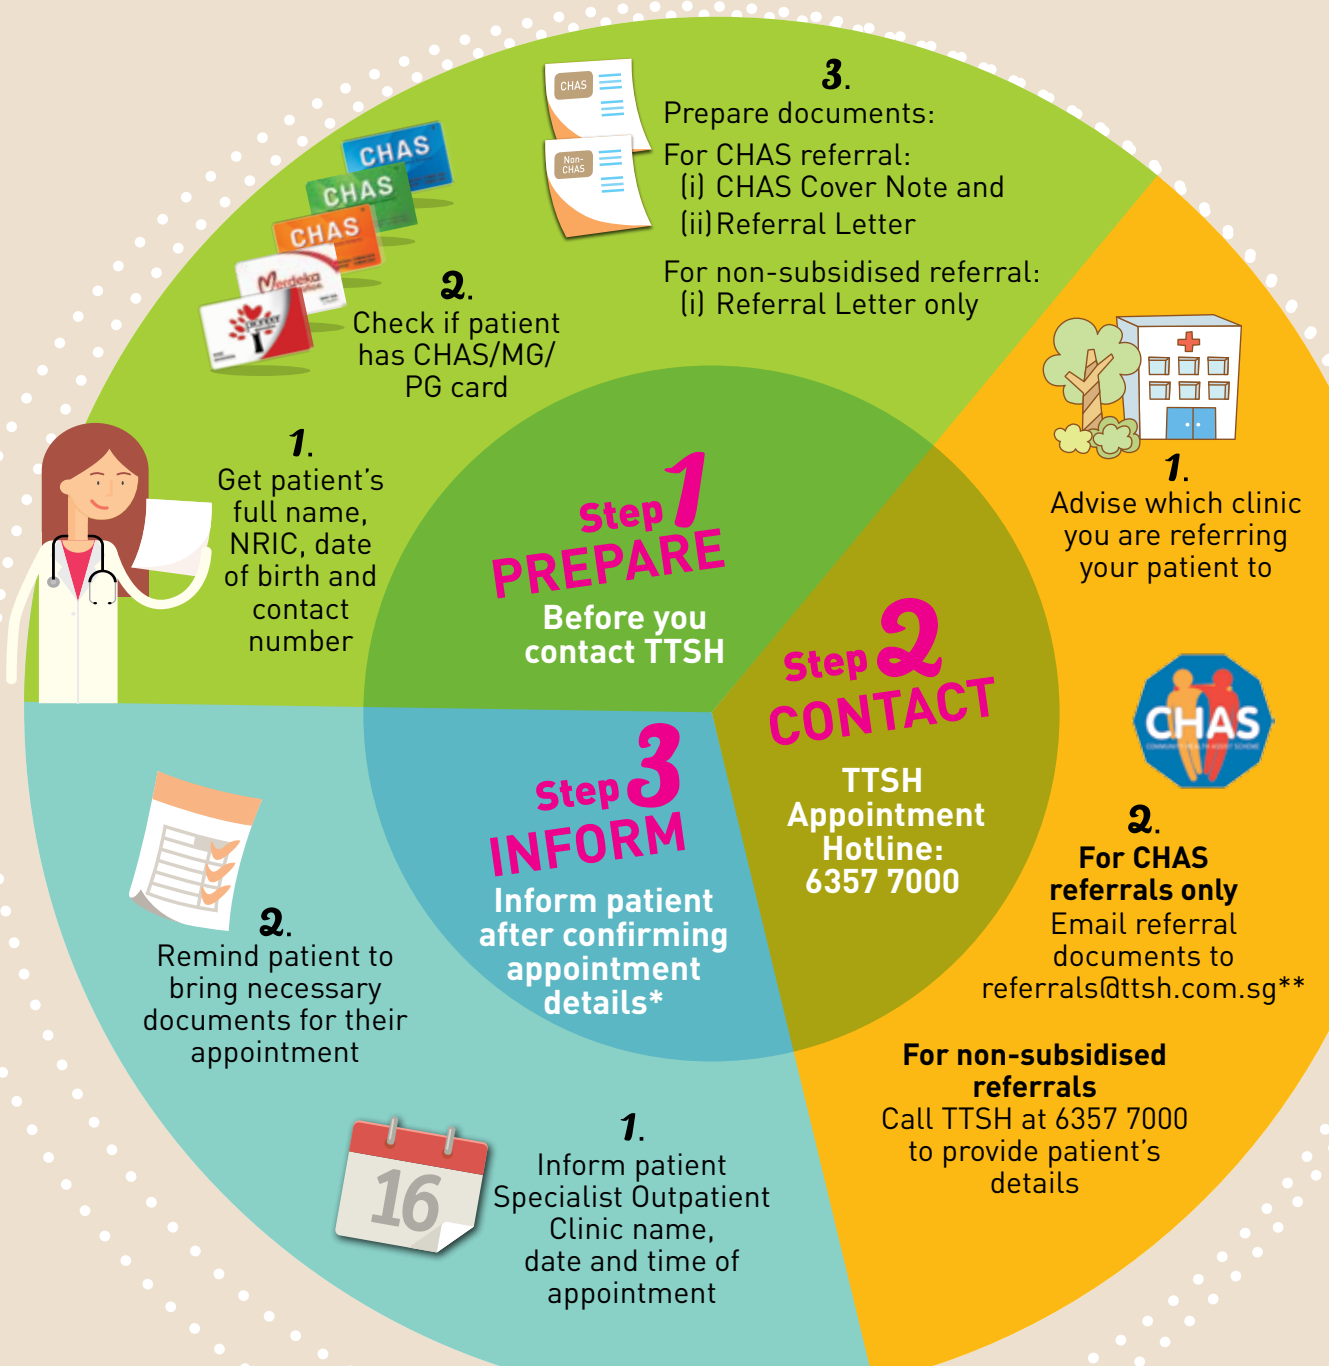 Step 1
PREPARE
Before you
contact TTSH
1.
Get patient's
full name,
NRIC, date
of birth and
contact
number
CHAS
CHAS
CHAS
Merdeka
Pioneer
2.
Check if patient
has CHAS/MG/
PG card
CHAS
Non-
CHAS
3.
Prepare documents:
For CHAS referral:
(i) CHAS Cover Note and
(ii) Referral Letter
For non-subsidised referral:
(i) Referral Letter only
Step 2
CONTACT
TTSH
Appointment
Hotline:
6357 7000
1.
Advise which clinic
you are referring
your patient to
CHAS
COMMUNITY HEALTH ASSIST SCHEME
2.
For CHAS
referrals only
Email referral
documents to
referrals@ttsh.com.sg**
For non-subsidised
referrals
Call TTSH at 6357 7000
to provide patient's
details
Step 3
INFORM
Inform patient
after confirming
appointment
details*
16
1.
Inform patient
Specialist Outpatient
Clinic name,
date and time of
appointment
2.
Remind patient to
bring necessary
documents for their
appointment